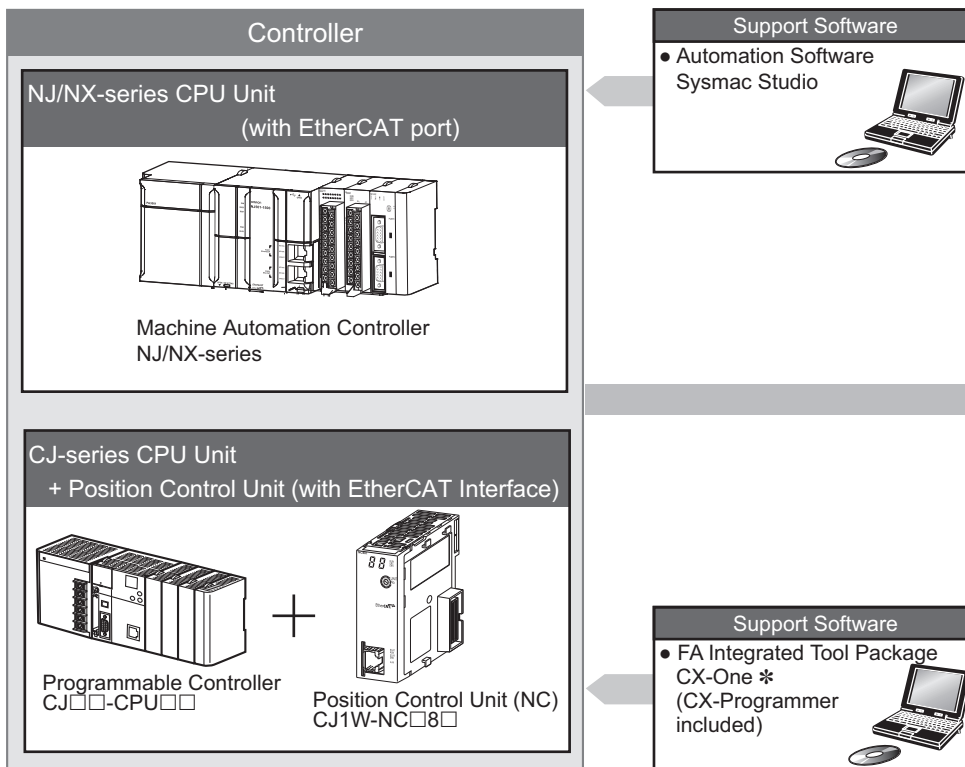 Controller
NJ/NX-series CPU Unit
(with EtherCAT port)
Machine Automation Controller
NJ/NX-series
CJ-series CPU Unit
+ Position Control Unit (with EtherCAT Interface)
Programmable Controller
CJ□□-CPU□□
Position Control Unit (NC)
CJ1W-NC□8□
Support Software
● Automation Software
Sysmac Studio
Support Software
● FA Integrated Tool Package
CX-One ✻
(CX-Programmer
included)